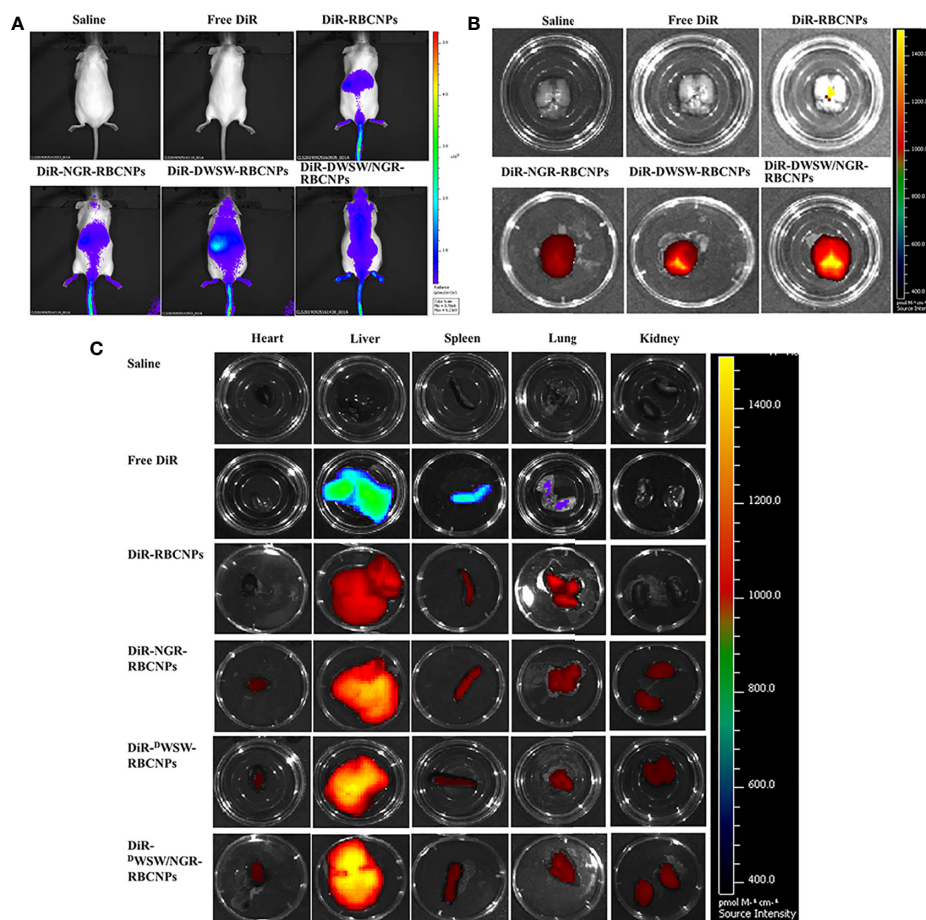 A
Saline
Free DiR
DiR-RBCNPs
DiR-NGR-RBCNPs
DiR-DWSW-RBCNPs
DiR-DWSW/NGR-
RBCNPs
B
Saline
Free DiR
DiR-RBCNPs
1400.0
1200.0
1000.0
800.0
600.0
400.0
Source Intensity
DiR-NGR-RBCNPs
DiR-DWSW-RBCNPs
DiR-DWSW/NGR-
RBCNPs
C
Heart
Liver
Spleen
Lung
Kidney
Saline
Free DiR
DiR-RBCNPs
DiR-NGR-
RBCNPs
DiR-ᴰWSW-
RBCNPs
DiR-
ᴰWSW/NGR-
RBCNPs
1400.0
1200.0
1000.0
800.0
600.0
400.0
Source Intensity